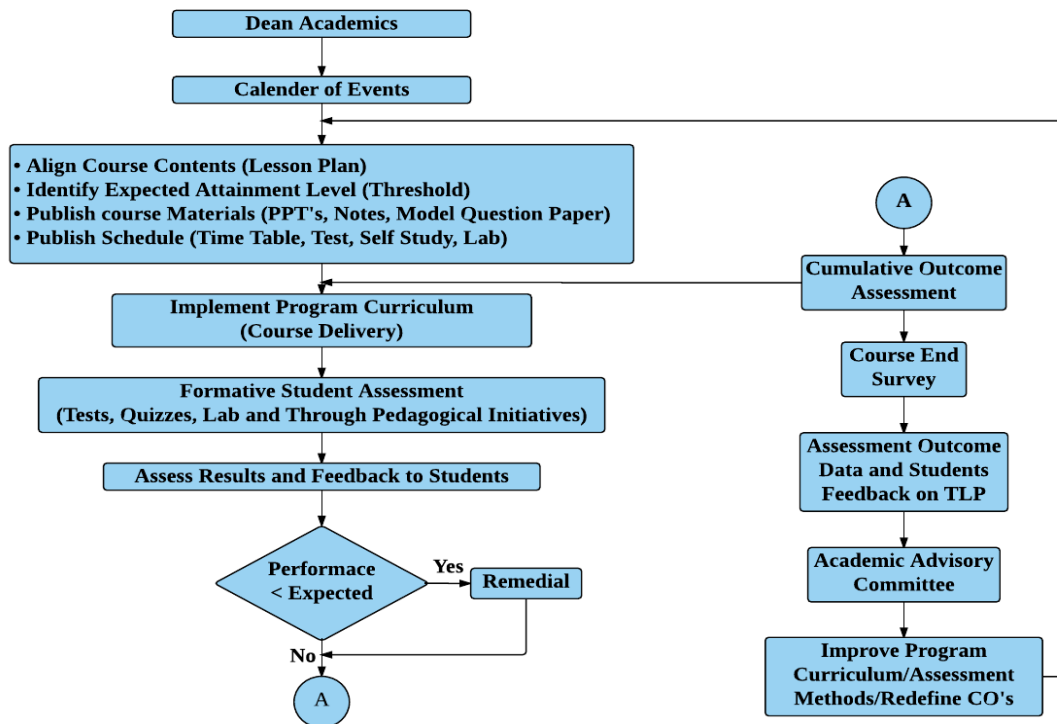 Dean Academics
Calender of Events
• Align Course Contents (Lesson Plan)
• Identify Expected Attainment Level (Threshold)
• Publish course Materials (PPT's, Notes, Model Question Paper)
• Publish Schedule (Time Table, Test, Self Study, Lab)
Implement Program Curriculum
(Course Delivery)
Formative Student Assessment
(Tests, Quizzes, Lab and Through Pedagogical Initiatives)
Assess Results and Feedback to Students
Performace
< Expected
Yes
Remedial
No
A
A
Cumulative Outcome
Assessment
Course End
Survey
Assessment Outcome
Data and Students
Feedback on TLP
Academic Advisory
Committee
Improve Program
Curriculum/Assessment
Methods/Redefine CO's